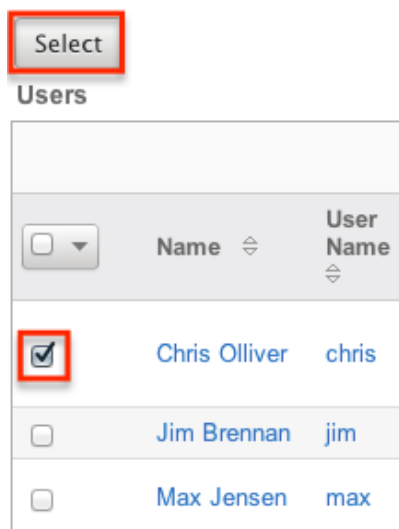 Select
Users
Name User Name
Chris Olliver chris
Jim Brennan jim
Max Jensen max